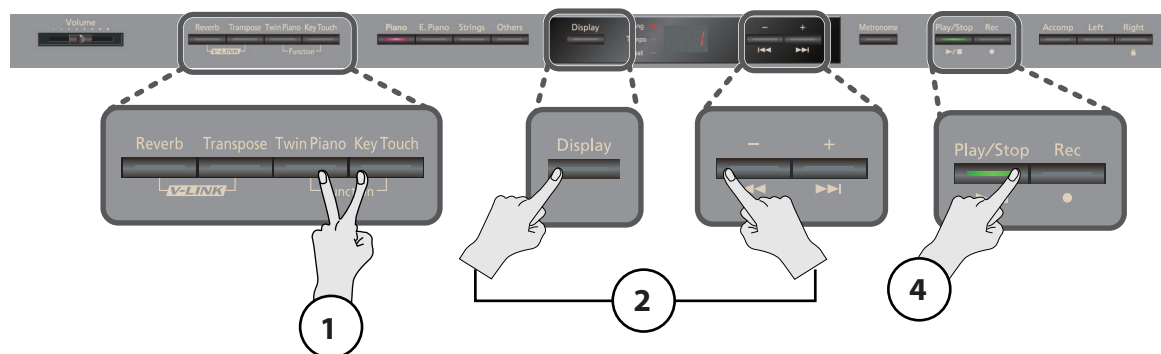 Volume
Reverb Transpose Twin Piano Key Touch
V-LINK Function
Piano E. Piano Strings Others
Display
1
− +
Metronome
Play/Stop Rec
Accomp Left Right
Reverb Transpose Twin Piano Key Touch
V-LINK
Display
− +
Play/Stop Rec
1
2
4